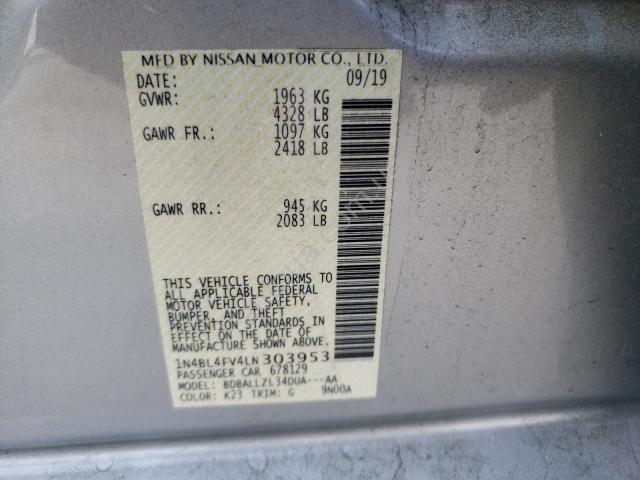 MFD BY NISSAN MOTOR CO., LTD.
DATE: 09/19
GVWR: 1963 KG
4328 LB
GAWR FR.: 1097 KG
2418 LB
GAWR RR.: 945 KG
2083 LB
THIS VEHICLE CONFORMS TO
ALL APPLICABLE FEDERAL
MOTOR VEHICLE SAFETY,
BUMPER, AND THEFT
PREVENTION STANDARDS IN
EFFECT ON THE DATE OF
MANUFACTURE SHOWN ABOVE.
1N4BL4FV4LN303953
PASSENGER CAR 678129
MODEL: BDBALLZL34DUA---AA
COLOR: K23 TRIM: G 9N00A